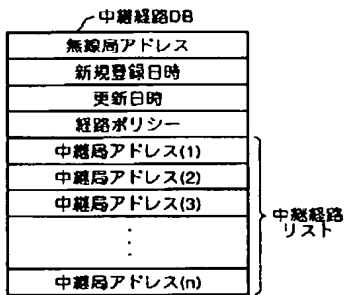 中継経路DB
無線局アドレス
新規登録日時
更新日時
経路ポリシー
中継局アドレス(1)
中継局アドレス(2)
中継局アドレス(3)
中継局アドレス(n)
中継経路
リスト